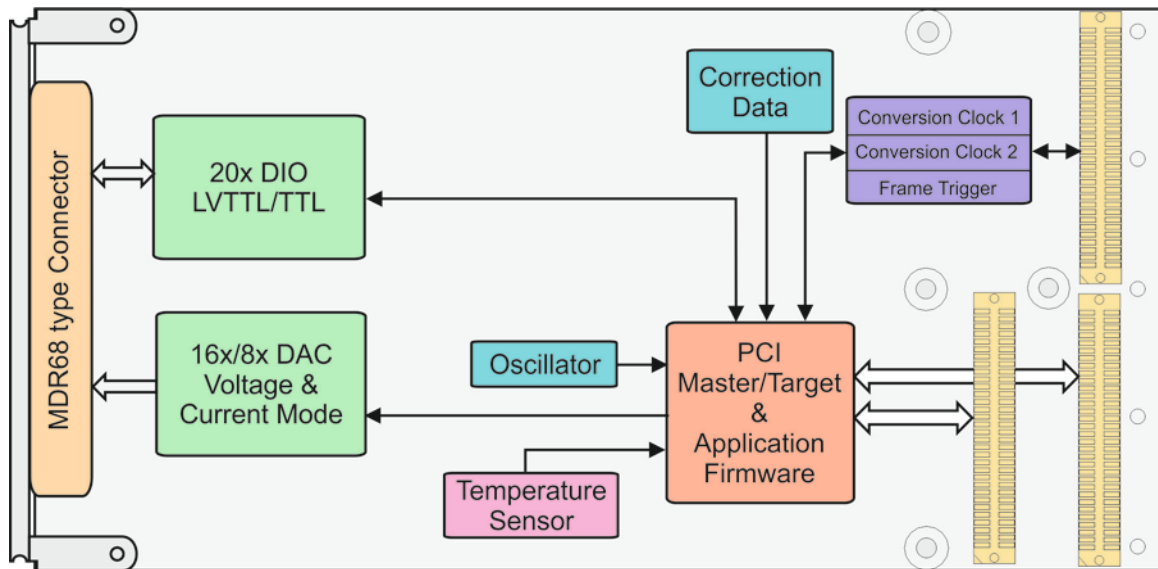 MDR68 type Connector
20x DIO
LVTTL/TTL
16x/8x DAC
Voltage &
Current Mode
Correction
Data
Conversion Clock 1
Conversion Clock 2
Frame Trigger
Oscillator
Temperature
Sensor
PCI
Master/Target
&
Application
Firmware